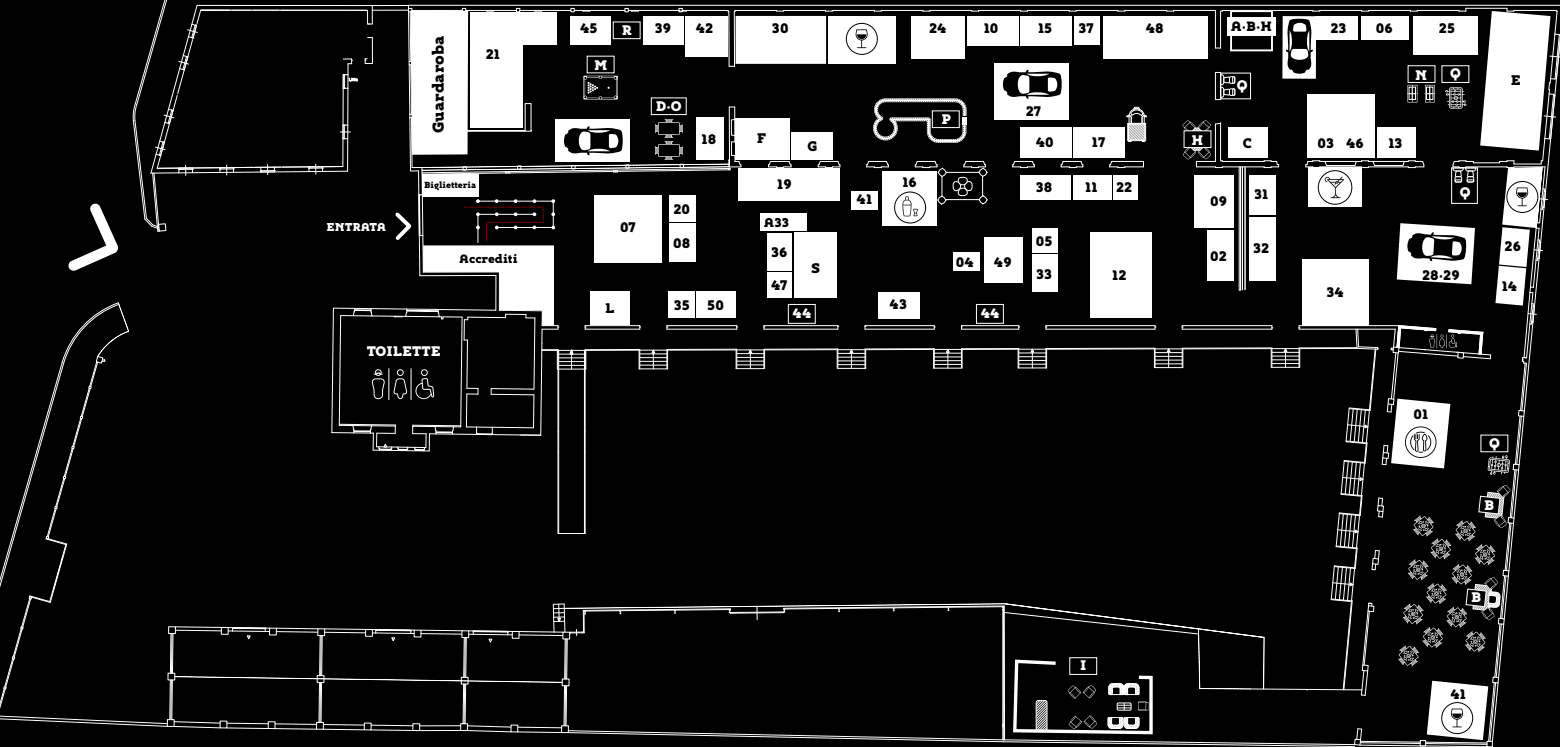 45
R
39
42
30
24
10
15
37
48
A·B·H
23
06
25
Guardaroba
21
M
N
Q
E
D·O
Q
27
P
18
F
G
40
17
H
C
03
46
13
Biglietteria
19
16
38
11
22
09
31
Q
41
ENTRATA
07
20
A33
08
36
S
05
04
49
33
12
02
32
26
28·29
14
Accrediti
47
34
L
35
50
44
43
44
TOILETTE
01
Q
B
B
I
41